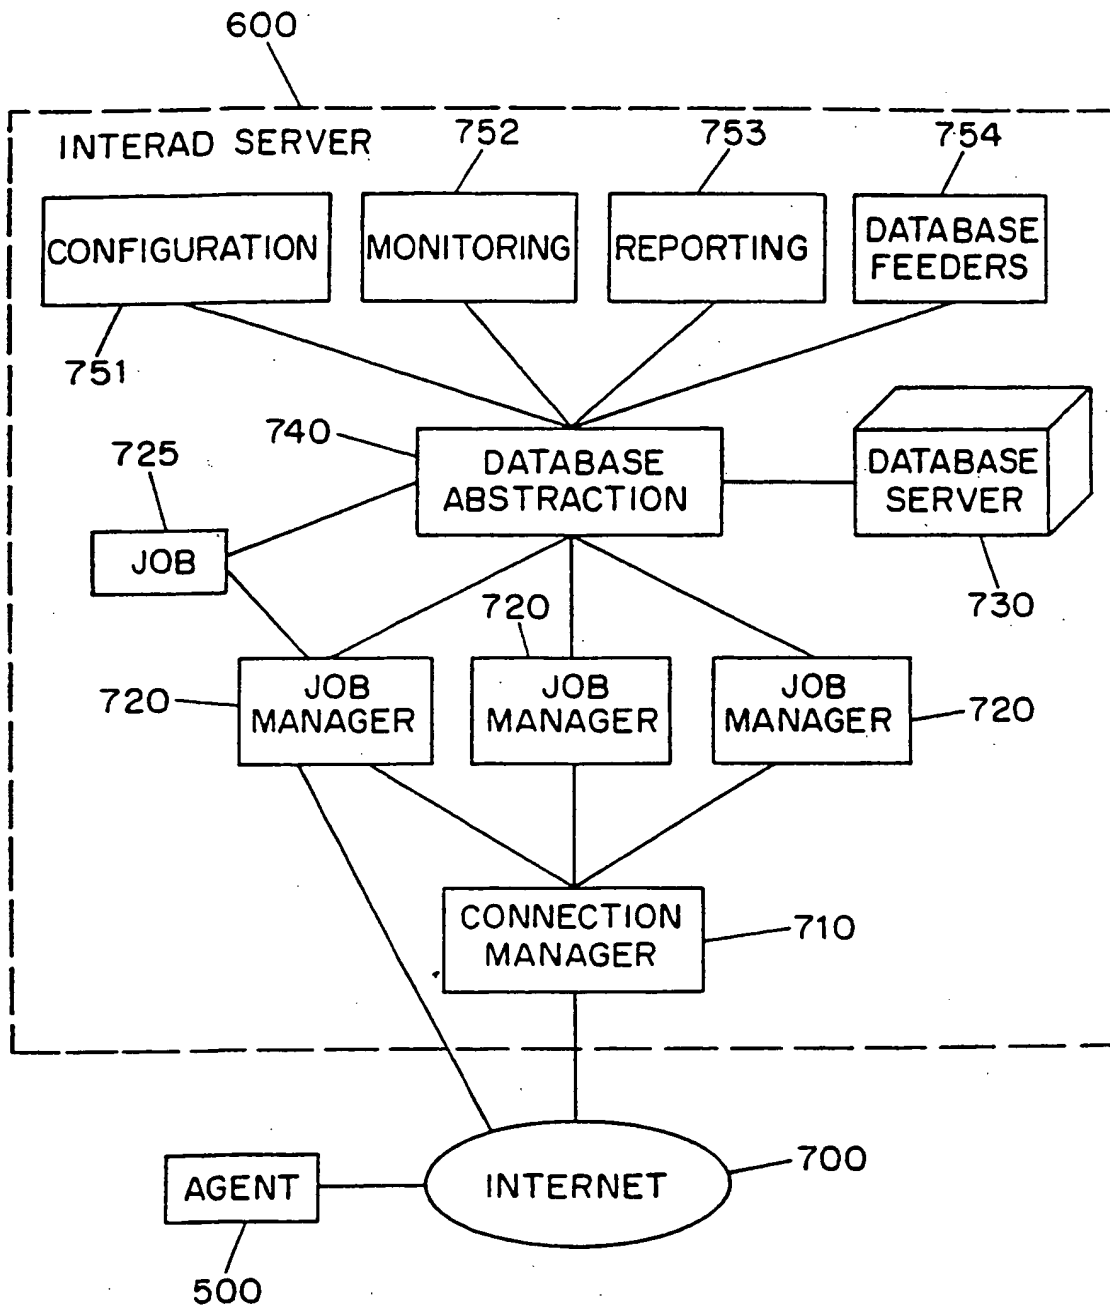 600
INTERAD SERVER
752
753
754
CONFIGURATION
MONITORING
REPORTING
DATABASE
FEEDERS
751
740
725
DATABASE
ABSTRACTION
DATABASE
SERVER
JOB
730
720
720
JOB
MANAGER
JOB
MANAGER
JOB
MANAGER
720
CONNECTION
MANAGER
710
AGENT
INTERNET
700
500